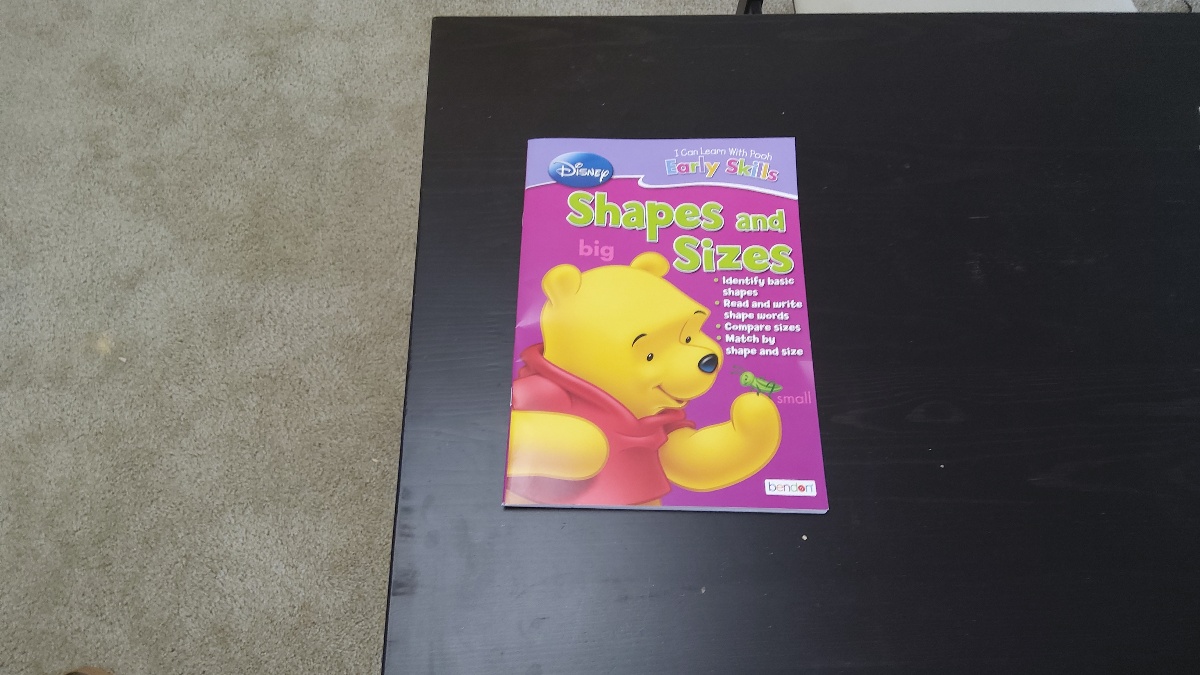 Disney
I Can Learn With Pooh
Early Skills
Shapes and
Sizes
big
• Identify basic
shapes
• Read and write
shape words
• Compare sizes
• Match by
shape and size
small
bendon